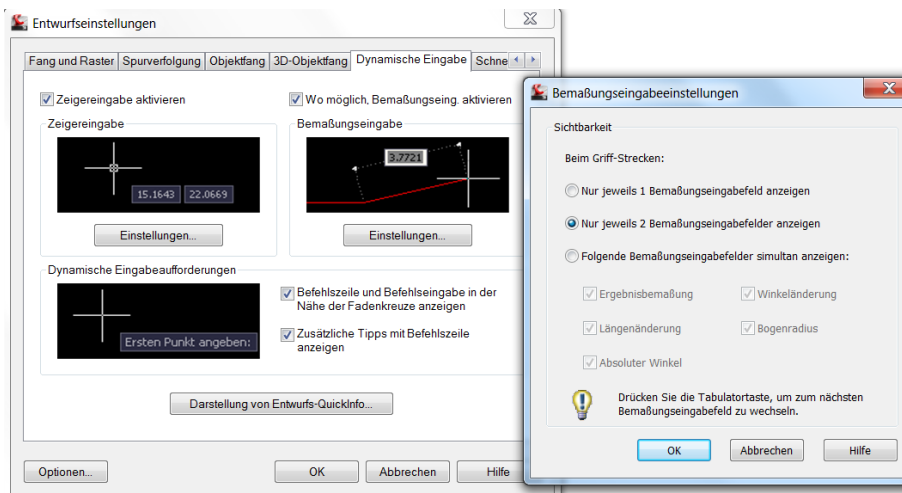 Entwurfseinstellungen
Fang und Raster Spurverfolgung Objektfang 3D-Objektfang Dynamische Eingabe Schne
Zeigereingabe aktivieren
Wo möglich, Bemaßungseing. aktivieren
Zeigereingabe
15.1643 22.0669
Einstellungen...
Bemaßungseingabe
3.7721
Einstellungen...
Dynamische Eingabeaufforderungen
Ersten Punkt angeben:
Befehlszeile und Befehlseingabe in der
Nähe der Fadenkreuze anzeigen
Zusätzliche Tipps mit Befehlszeile
anzeigen
Darstellung von Entwurfs-QuickInfo...
Optionen... OK Abbrechen Hilfe
Bemaßungseingabeeinstellungen
Sichtbarkeit
Beim Griff-Strecken:
Nur jeweils 1 Bemaßungseingabefeld anzeigen
Nur jeweils 2 Bemaßungseingabefelder anzeigen
Folgende Bemaßungseingabefelder simultan anzeigen:
Ergebnisbemaßung Winkeländerung
Längenänderung Bogenradius
Absoluter Winkel
Drücken Sie die Tabulatortaste, um zum nächsten
Bemaßungseingabefeld zu wechseln.
OK Abbrechen Hilfe